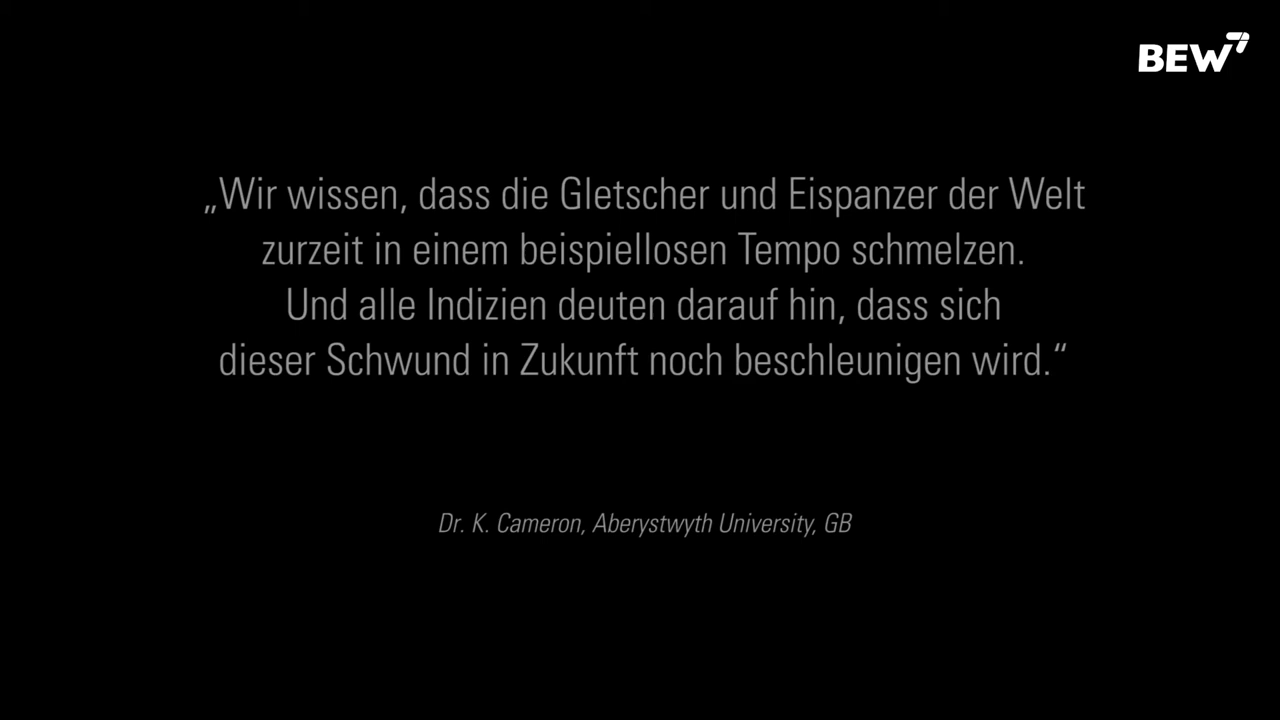 BEW
„Wir wissen, dass die Gletscher und Eispanzer der Welt
zurzeit in einem beispiellosen Tempo schmelzen.
Und alle Indizien deuten darauf hin, dass sich
dieser Schwund in Zukunft noch beschleunigen wird.“
Dr. K. Cameron, Aberystwyth University, GB